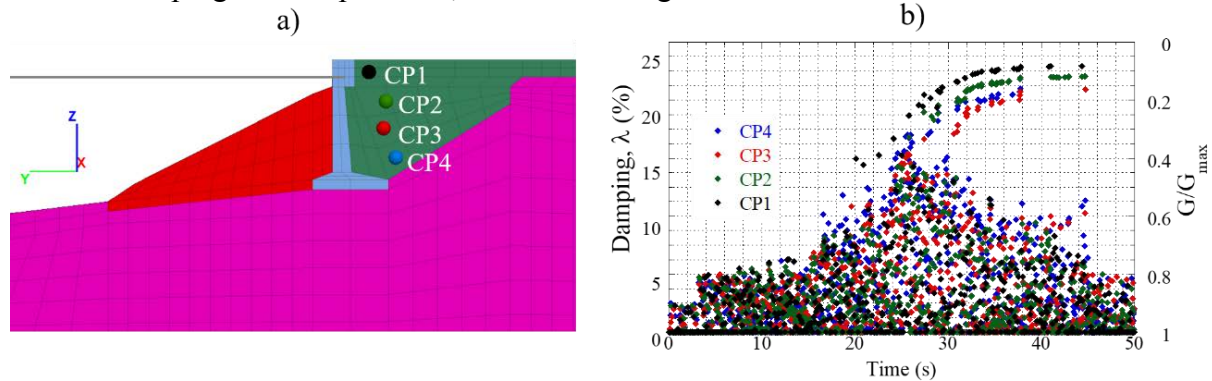 a)
b)
Z
X
Y
CP1
CP2
CP3
CP4
Damping, λ (%)
25
20
15
10
5
0
CP4
CP3
CP2
CP1
0
0.2
0.4
0.6
0.8
1
G/Gmax
0 10 20 30 40 50
Time (s)